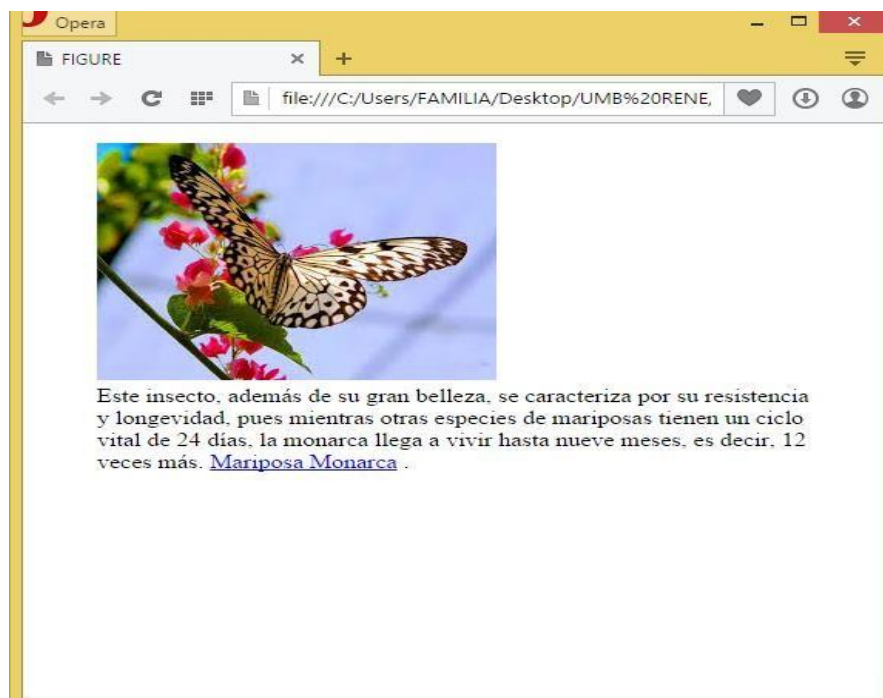 Opera
FIGURE
file:///C:/Users/FAMILIA/Desktop/UMB%20RENE,
Este insecto, además de su gran belleza, se caracteriza por su resistencia
y longevidad, pues mientras otras especies de mariposas tienen un ciclo
vital de 24 días, la monarca llega a vivir hasta nueve meses, es decir, 12
veces más. Mariposa Monarca .